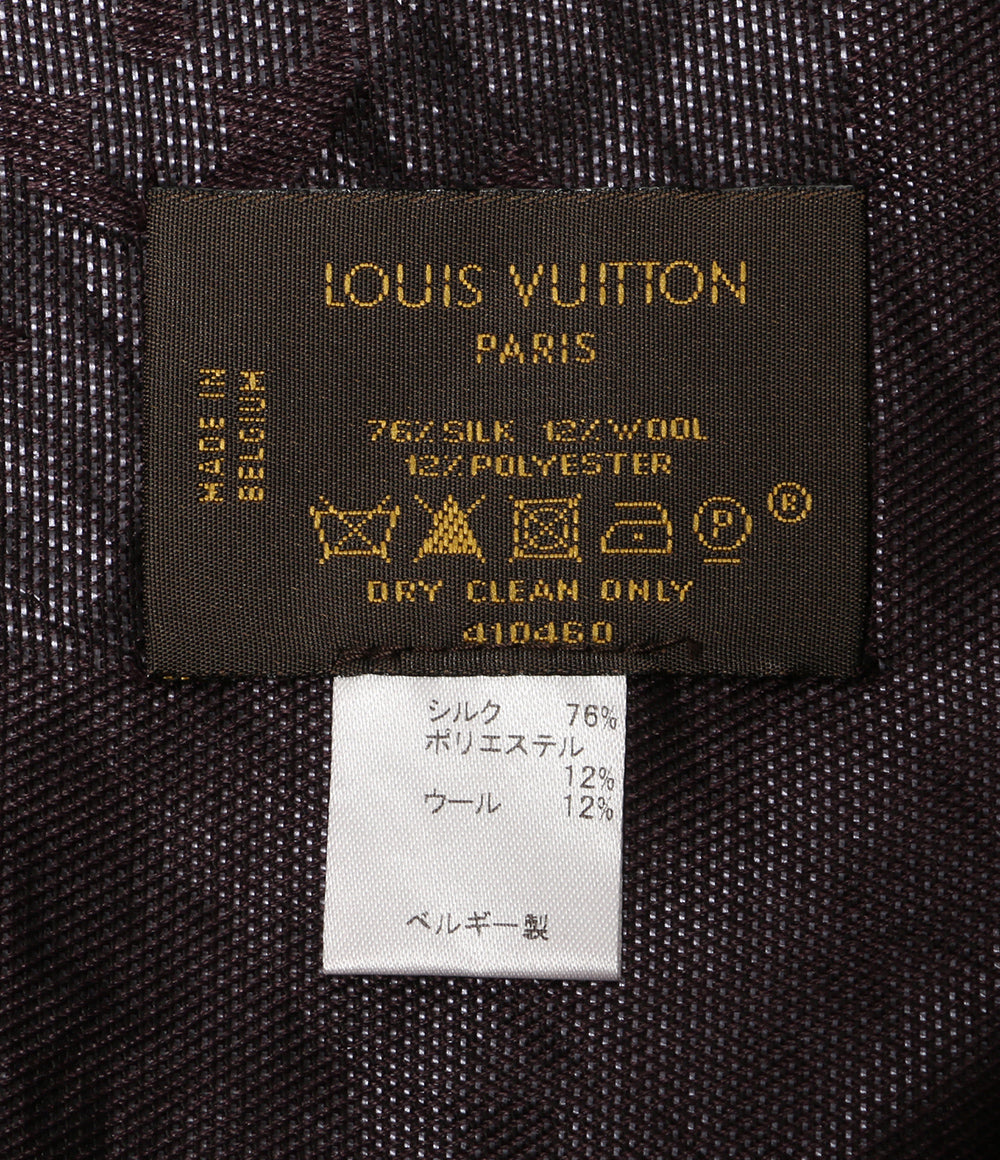 LOUIS VUITTON
PARIS
MADE IN
BELGIUM
76% SILK 12% WOOL
12% POLYESTER
P ®
DRY CLEAN ONLY
410460
シルク 76%
ポリエステル
12%
ウール 12%
ベルギー製